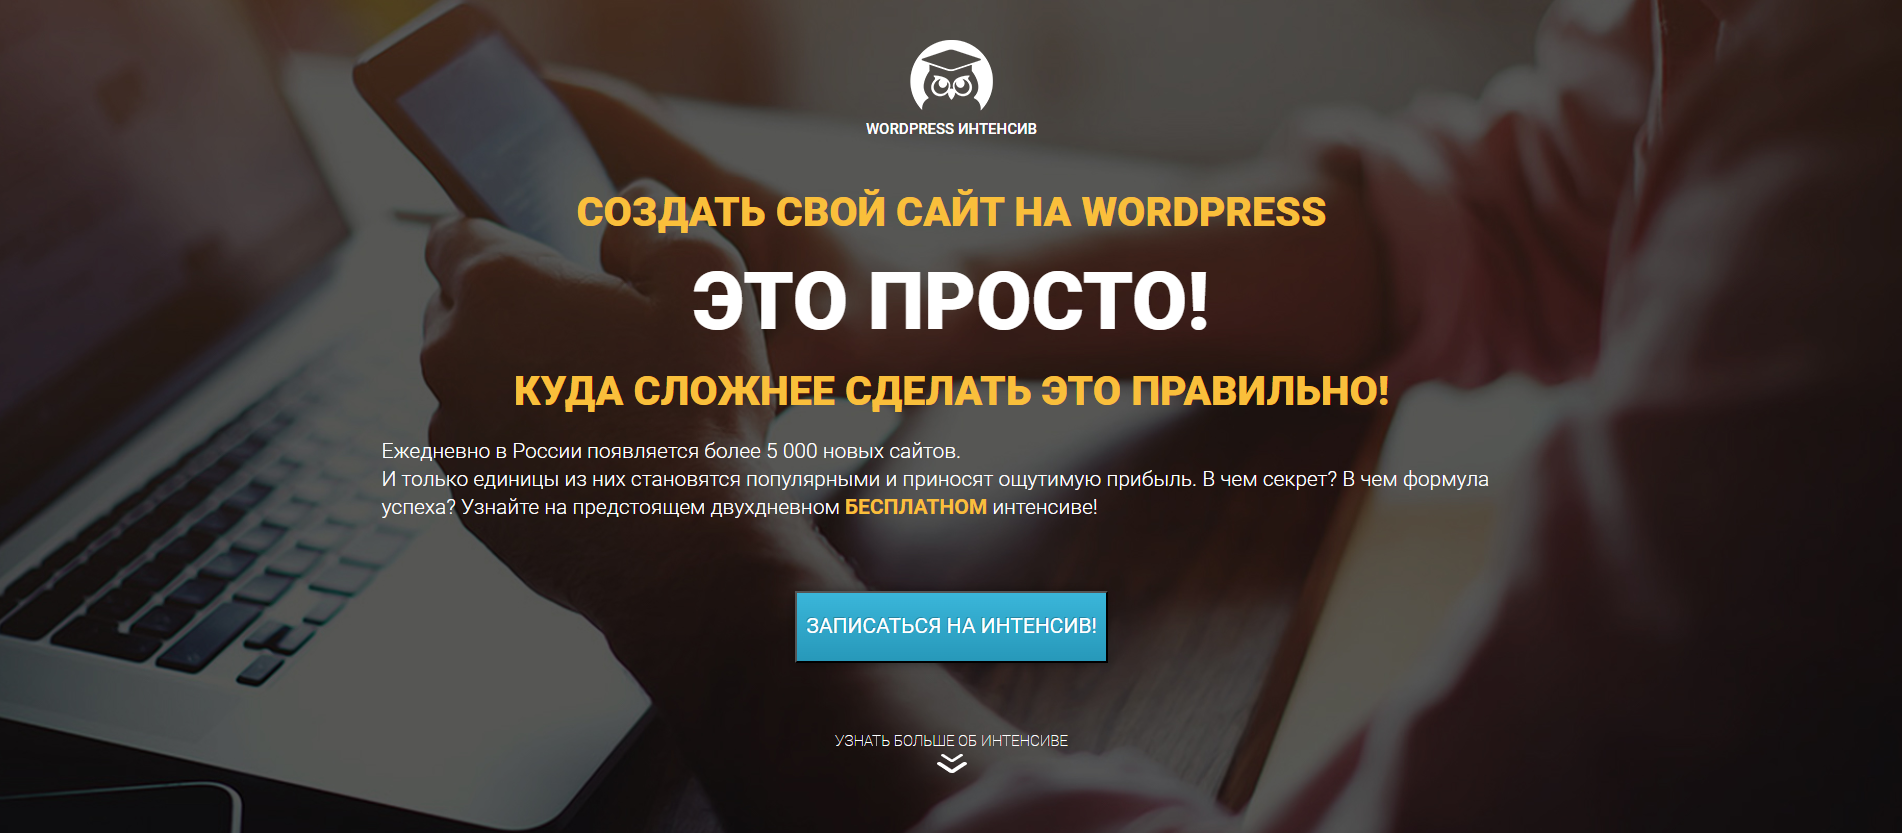 WORDPRESS ИНТЕНСИВ
СОЗДАТЬ СВОЙ САЙТ НА WORDPRESS
ЭТО ПРОСТО!
КУДА СЛОЖНЕЕ СДЕЛАТЬ ЭТО ПРАВИЛЬНО!
Ежедневно в России появляется более 5 000 новых сайтов.
И только единицы из них становятся популярными и приносят ощутимую прибыль. В чем секрет? В чем формула
успеха? Узнайте на предстоящем двухдневном БЕСПЛАТНОМ интенсиве!
ЗАПИСАТЬСЯ НА ИНТЕНСИВ!
УЗНАТЬ БОЛЬШЕ ОБ ИНТЕНСИВЕ